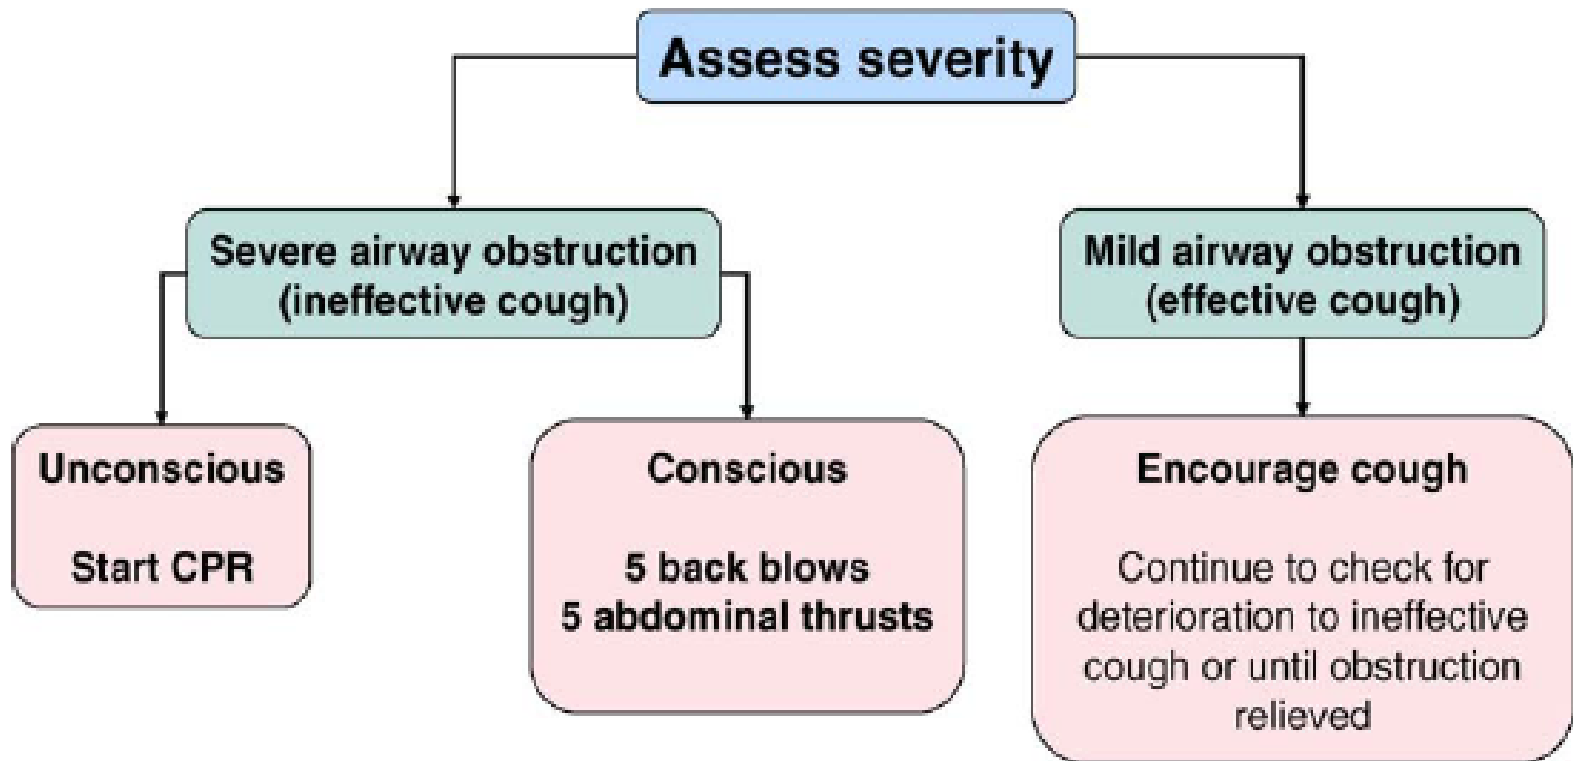 Assess severity
Severe airway obstruction
(ineffective cough)
Mild airway obstruction
(effective cough)
Unconscious
Start CPR
Conscious
5 back blows
5 abdominal thrusts
Encourage cough
Continue to check for
deterioration to ineffective
cough or until obstruction
relieved